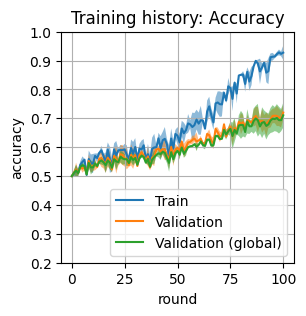 Training history: Accuracy
accuracy
1.0
0.9
0.8
0.7
0.6
0.5
0.4
0.3
0.2
Train
Validation
Validation (global)
0 25 50 75 100
round